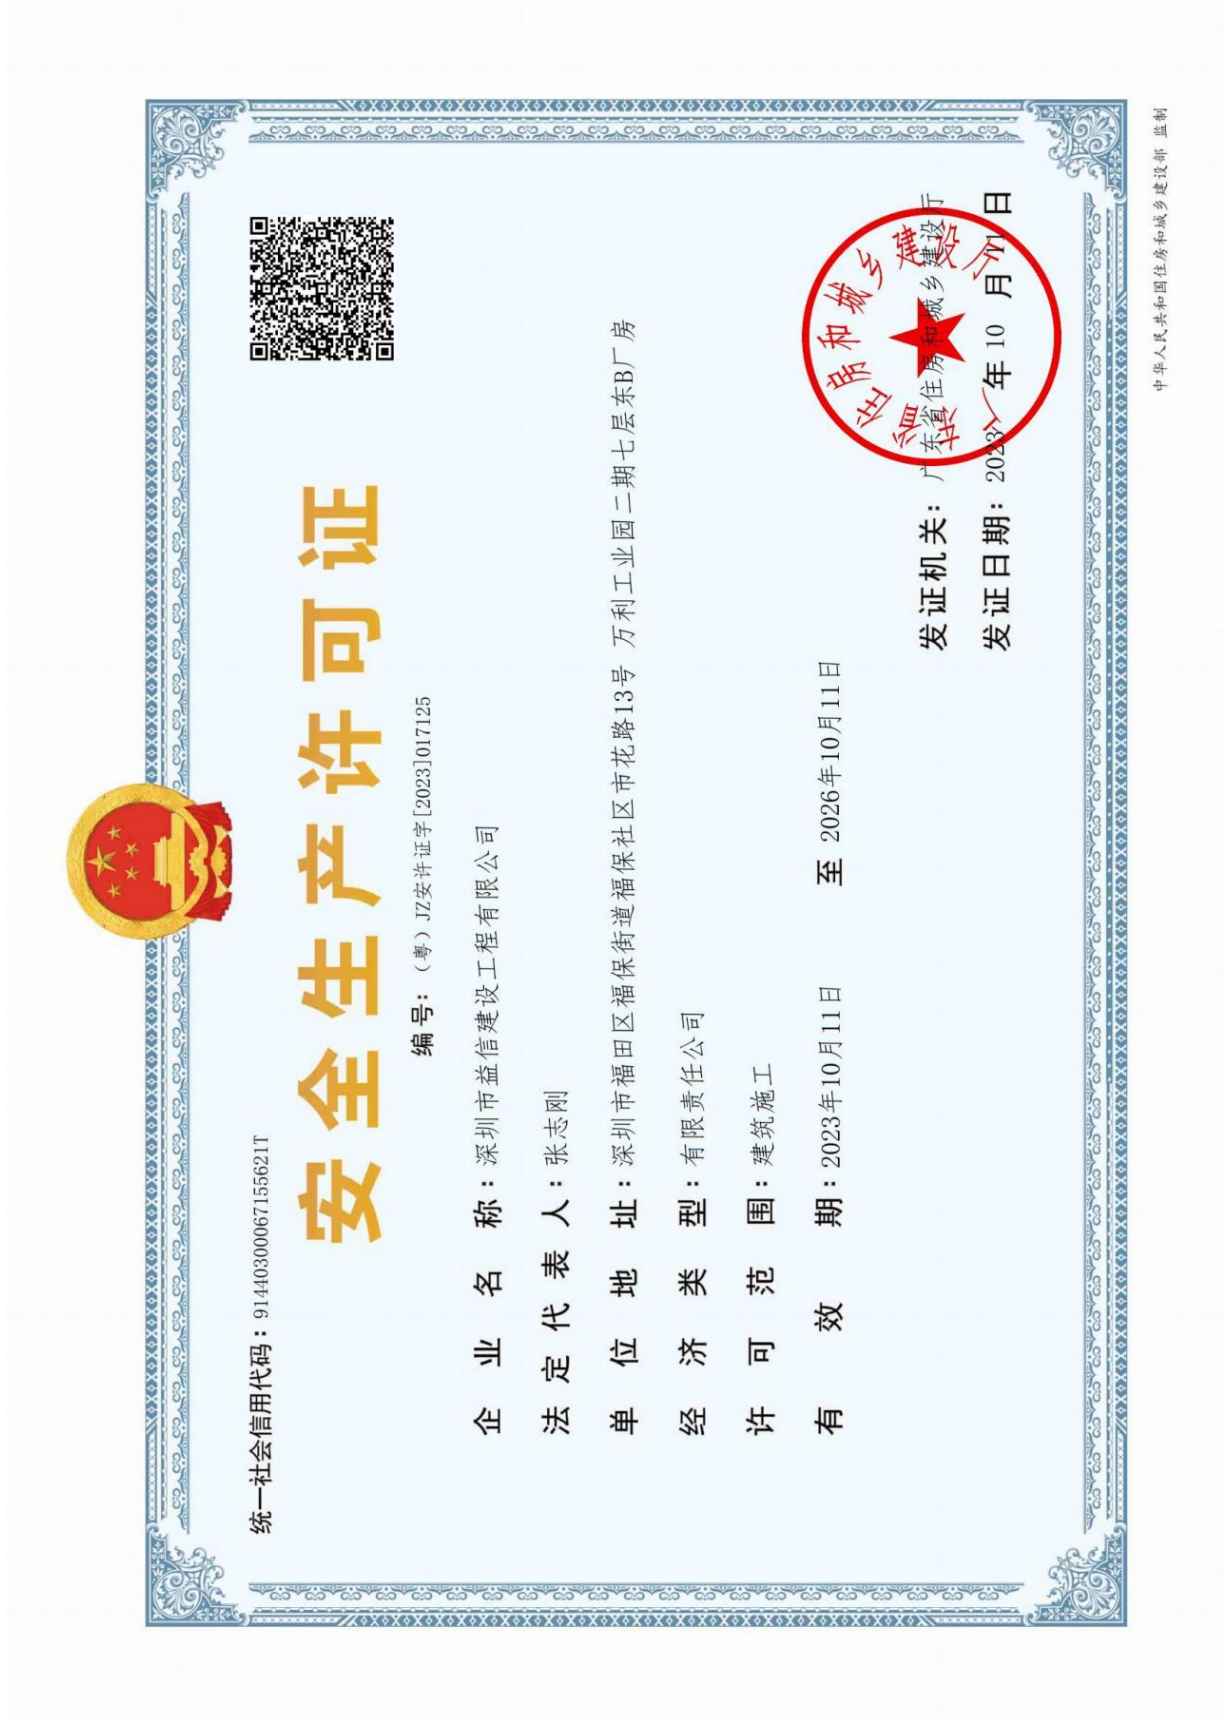 统一社会信用代码：91440300067155621T
安全生产许可证
编号：（粤）JZ安许证字[2023]017125
企业名称：深圳市益信建设工程有限公司
法定代表人：张志刚
单位地址：深圳市福田区福保街道福保社区市花路13号 万利工业园二期七层东B厂房
经济类型：有限责任公司
许可范围：建筑施工
有效期：2023年10月11日 至 2026年10月11日
发证机关：广东省住房和城乡建设厅
发证日期：2023年10月11日
住房和城乡建设厅
中华人民共和国住房和城乡建设部 监制